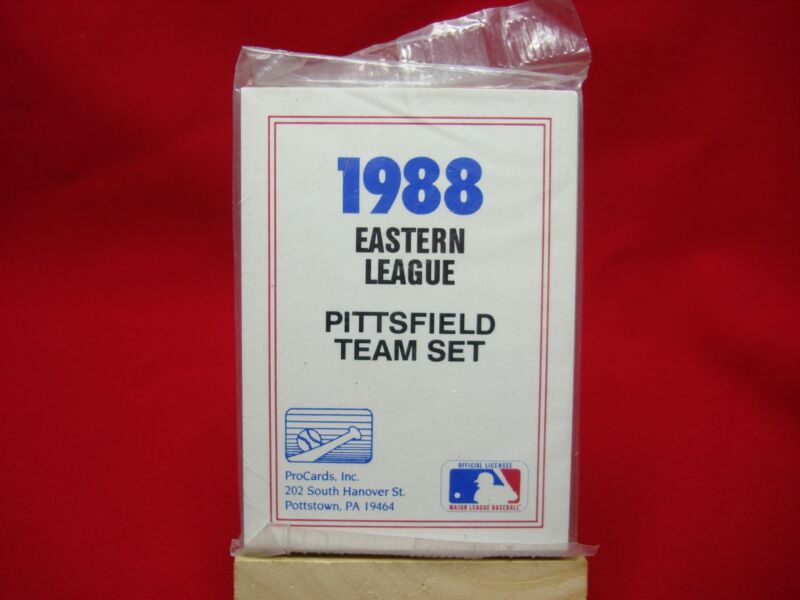 1988
EASTERN
LEAGUE
PITTSFIELD
TEAM SET
ProCards, Inc.
202 South Hanover St.
Pottstown, PA 19464
OFFICIAL LICENSEE
MAJOR LEAGUE BASEBALL